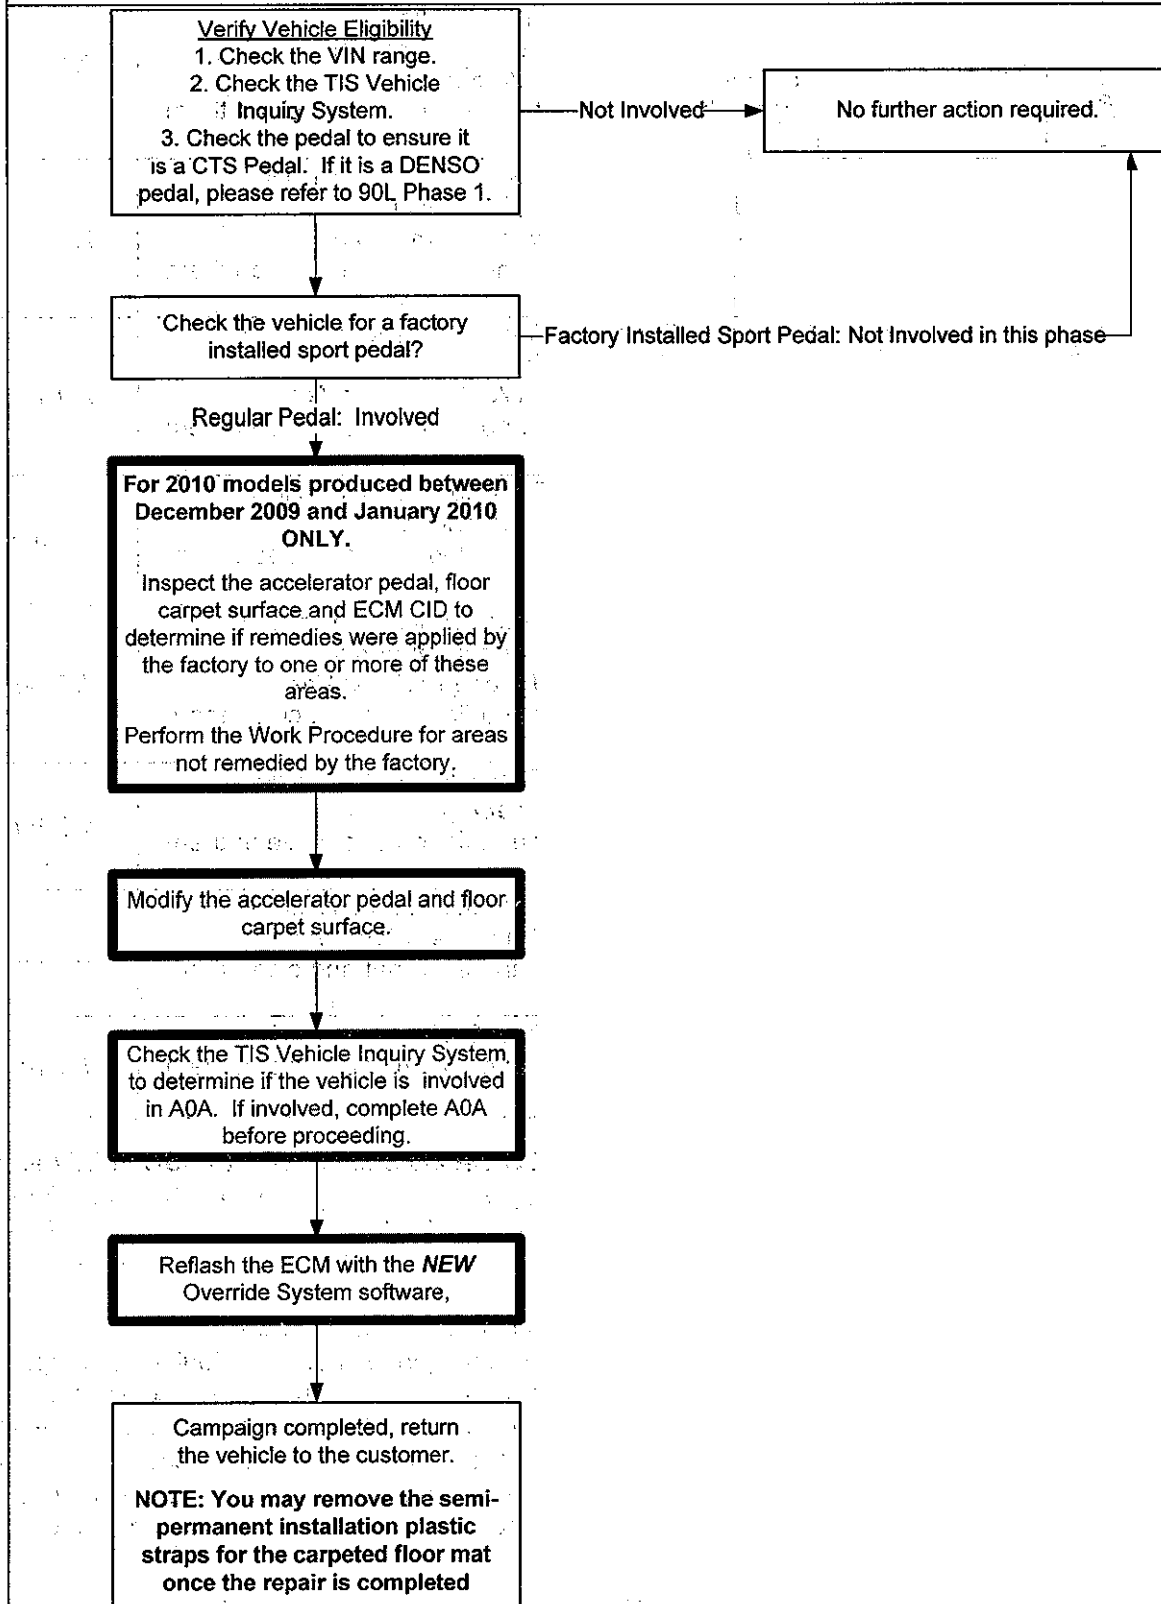 Verify Vehicle Eligibility
1. Check the VIN range.
2. Check the TIS Vehicle
Inquiry System.
3. Check the pedal to ensure it
is a CTS Pedal. If it is a DENSO
pedal, please refer to 90L Phase 1.
Not Involved
No further action required.
Check the vehicle for a factory
installed sport pedal?
Factory Installed Sport Pedal: Not Involved in this phase
Regular Pedal: Involved
For 2010 models produced between
December 2009 and January 2010
ONLY.
Inspect the accelerator pedal, floor
carpet surface and ECM CID to
determine if remedies were applied by
the factory to one or more of these
areas.
Perform the Work Procedure for areas
not remedied by the factory.
Modify the accelerator pedal and floor
carpet surface.
Check the TIS Vehicle Inquiry System
to determine if the vehicle is involved
in A0A. If involved, complete A0A
before proceeding.
Reflash the ECM with the NEW
Override System software,
Campaign completed, return
the vehicle to the customer.
NOTE: You may remove the semi-
permanent installation plastic
straps for the carpeted floor mat
once the repair is completed